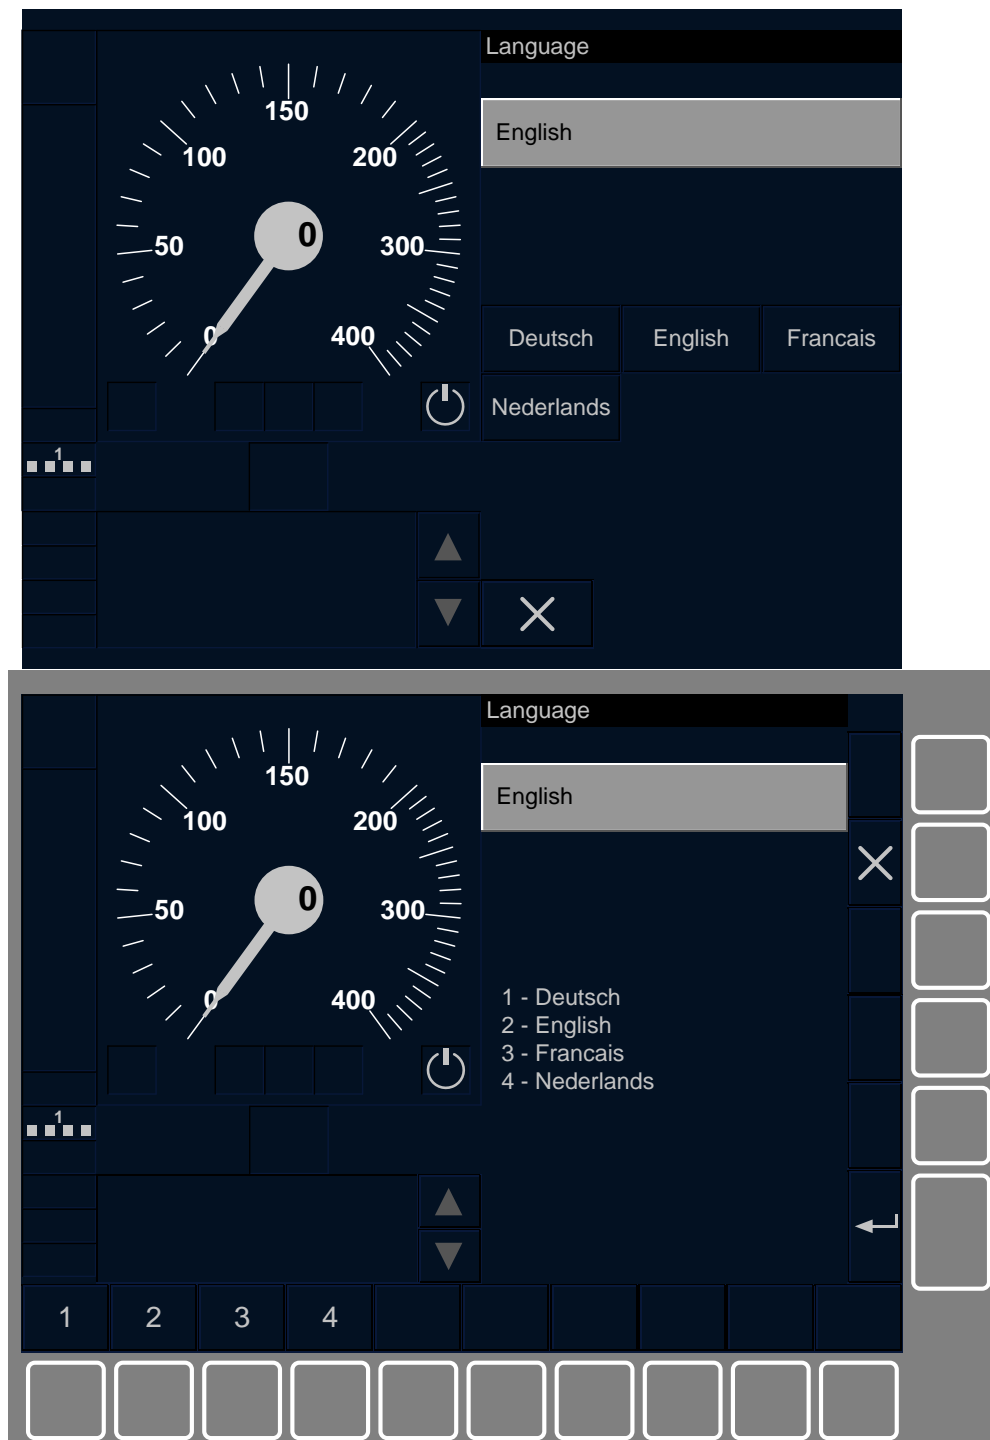 Language
150
English
100 200
0
50 300
0 400
Deutsch English Francais
Nederlands
1
Language
150
English
100 200
0
50 300
0 400
1 - Deutsch
2 - English
3 - Francais
4 - Nederlands
1
1 2 3 4